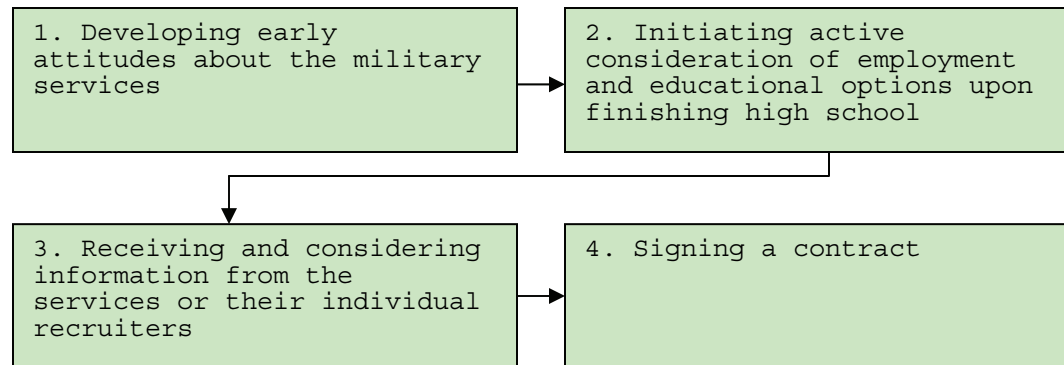 1. Developing early
attitudes about the military
services
2. Initiating active
consideration of employment
and educational options upon
finishing high school
3. Receiving and considering
information from the
services or their individual
recruiters
4. Signing a contract